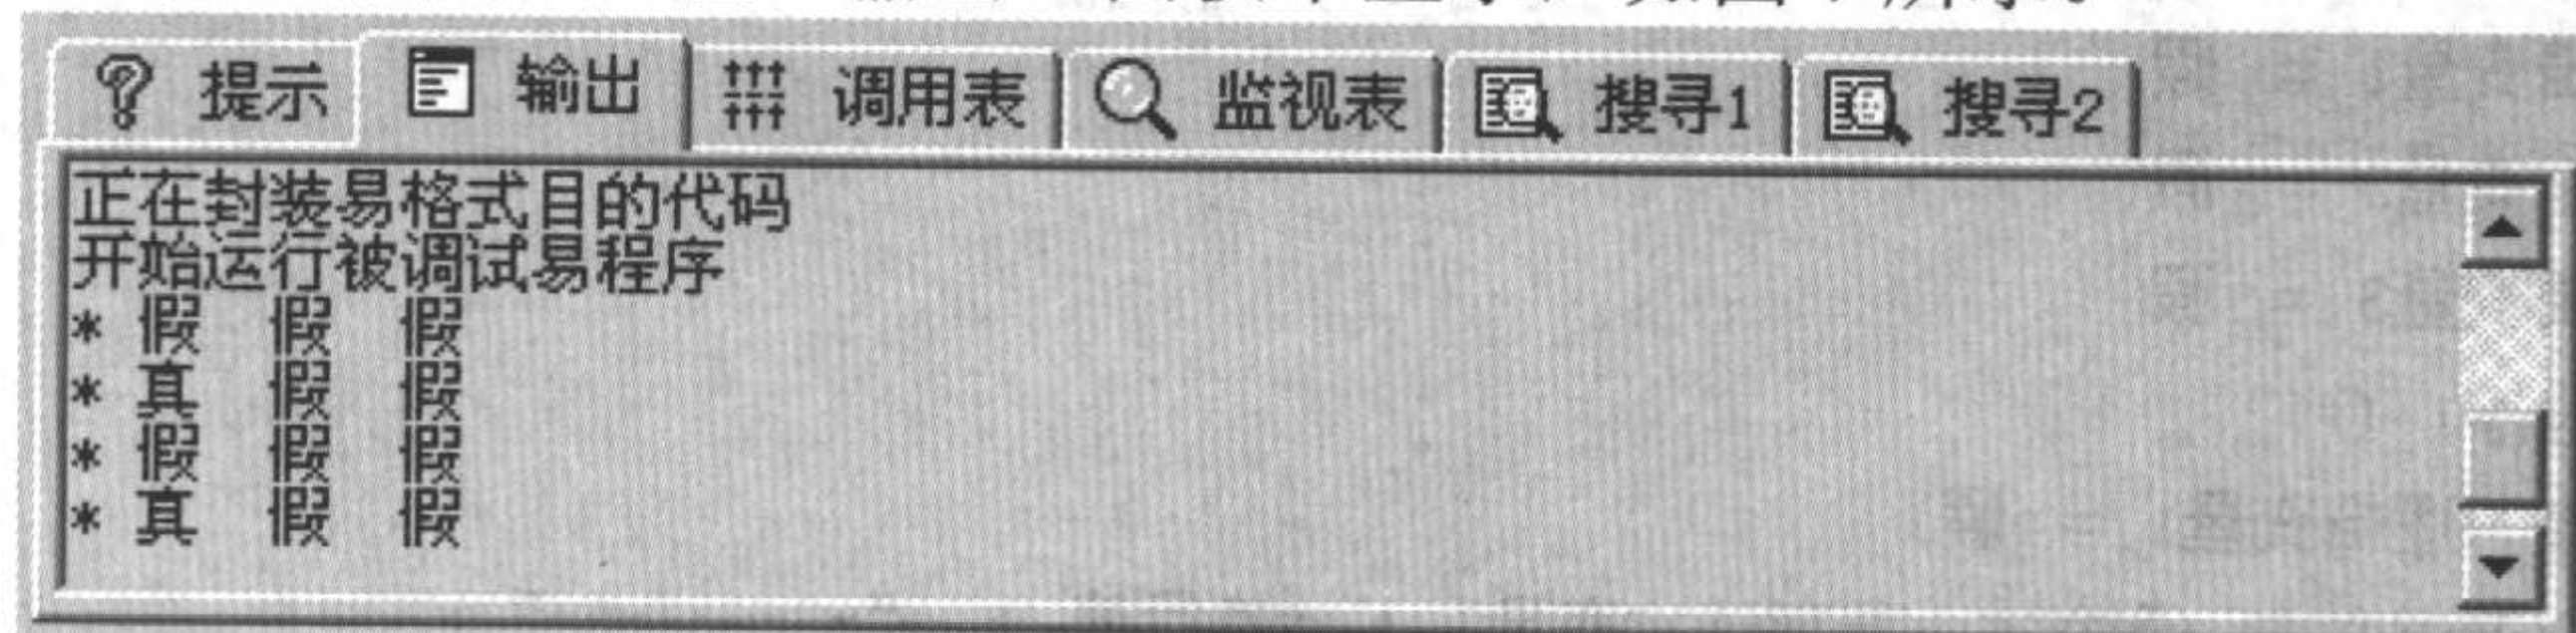 提示 输出 调用表 监视表 搜寻1 搜寻2
正在封装易格式目的代码
开始运行被调试易程序
* 假 假 假
* 真 假 假
* 假 假 假
* 真 假 假